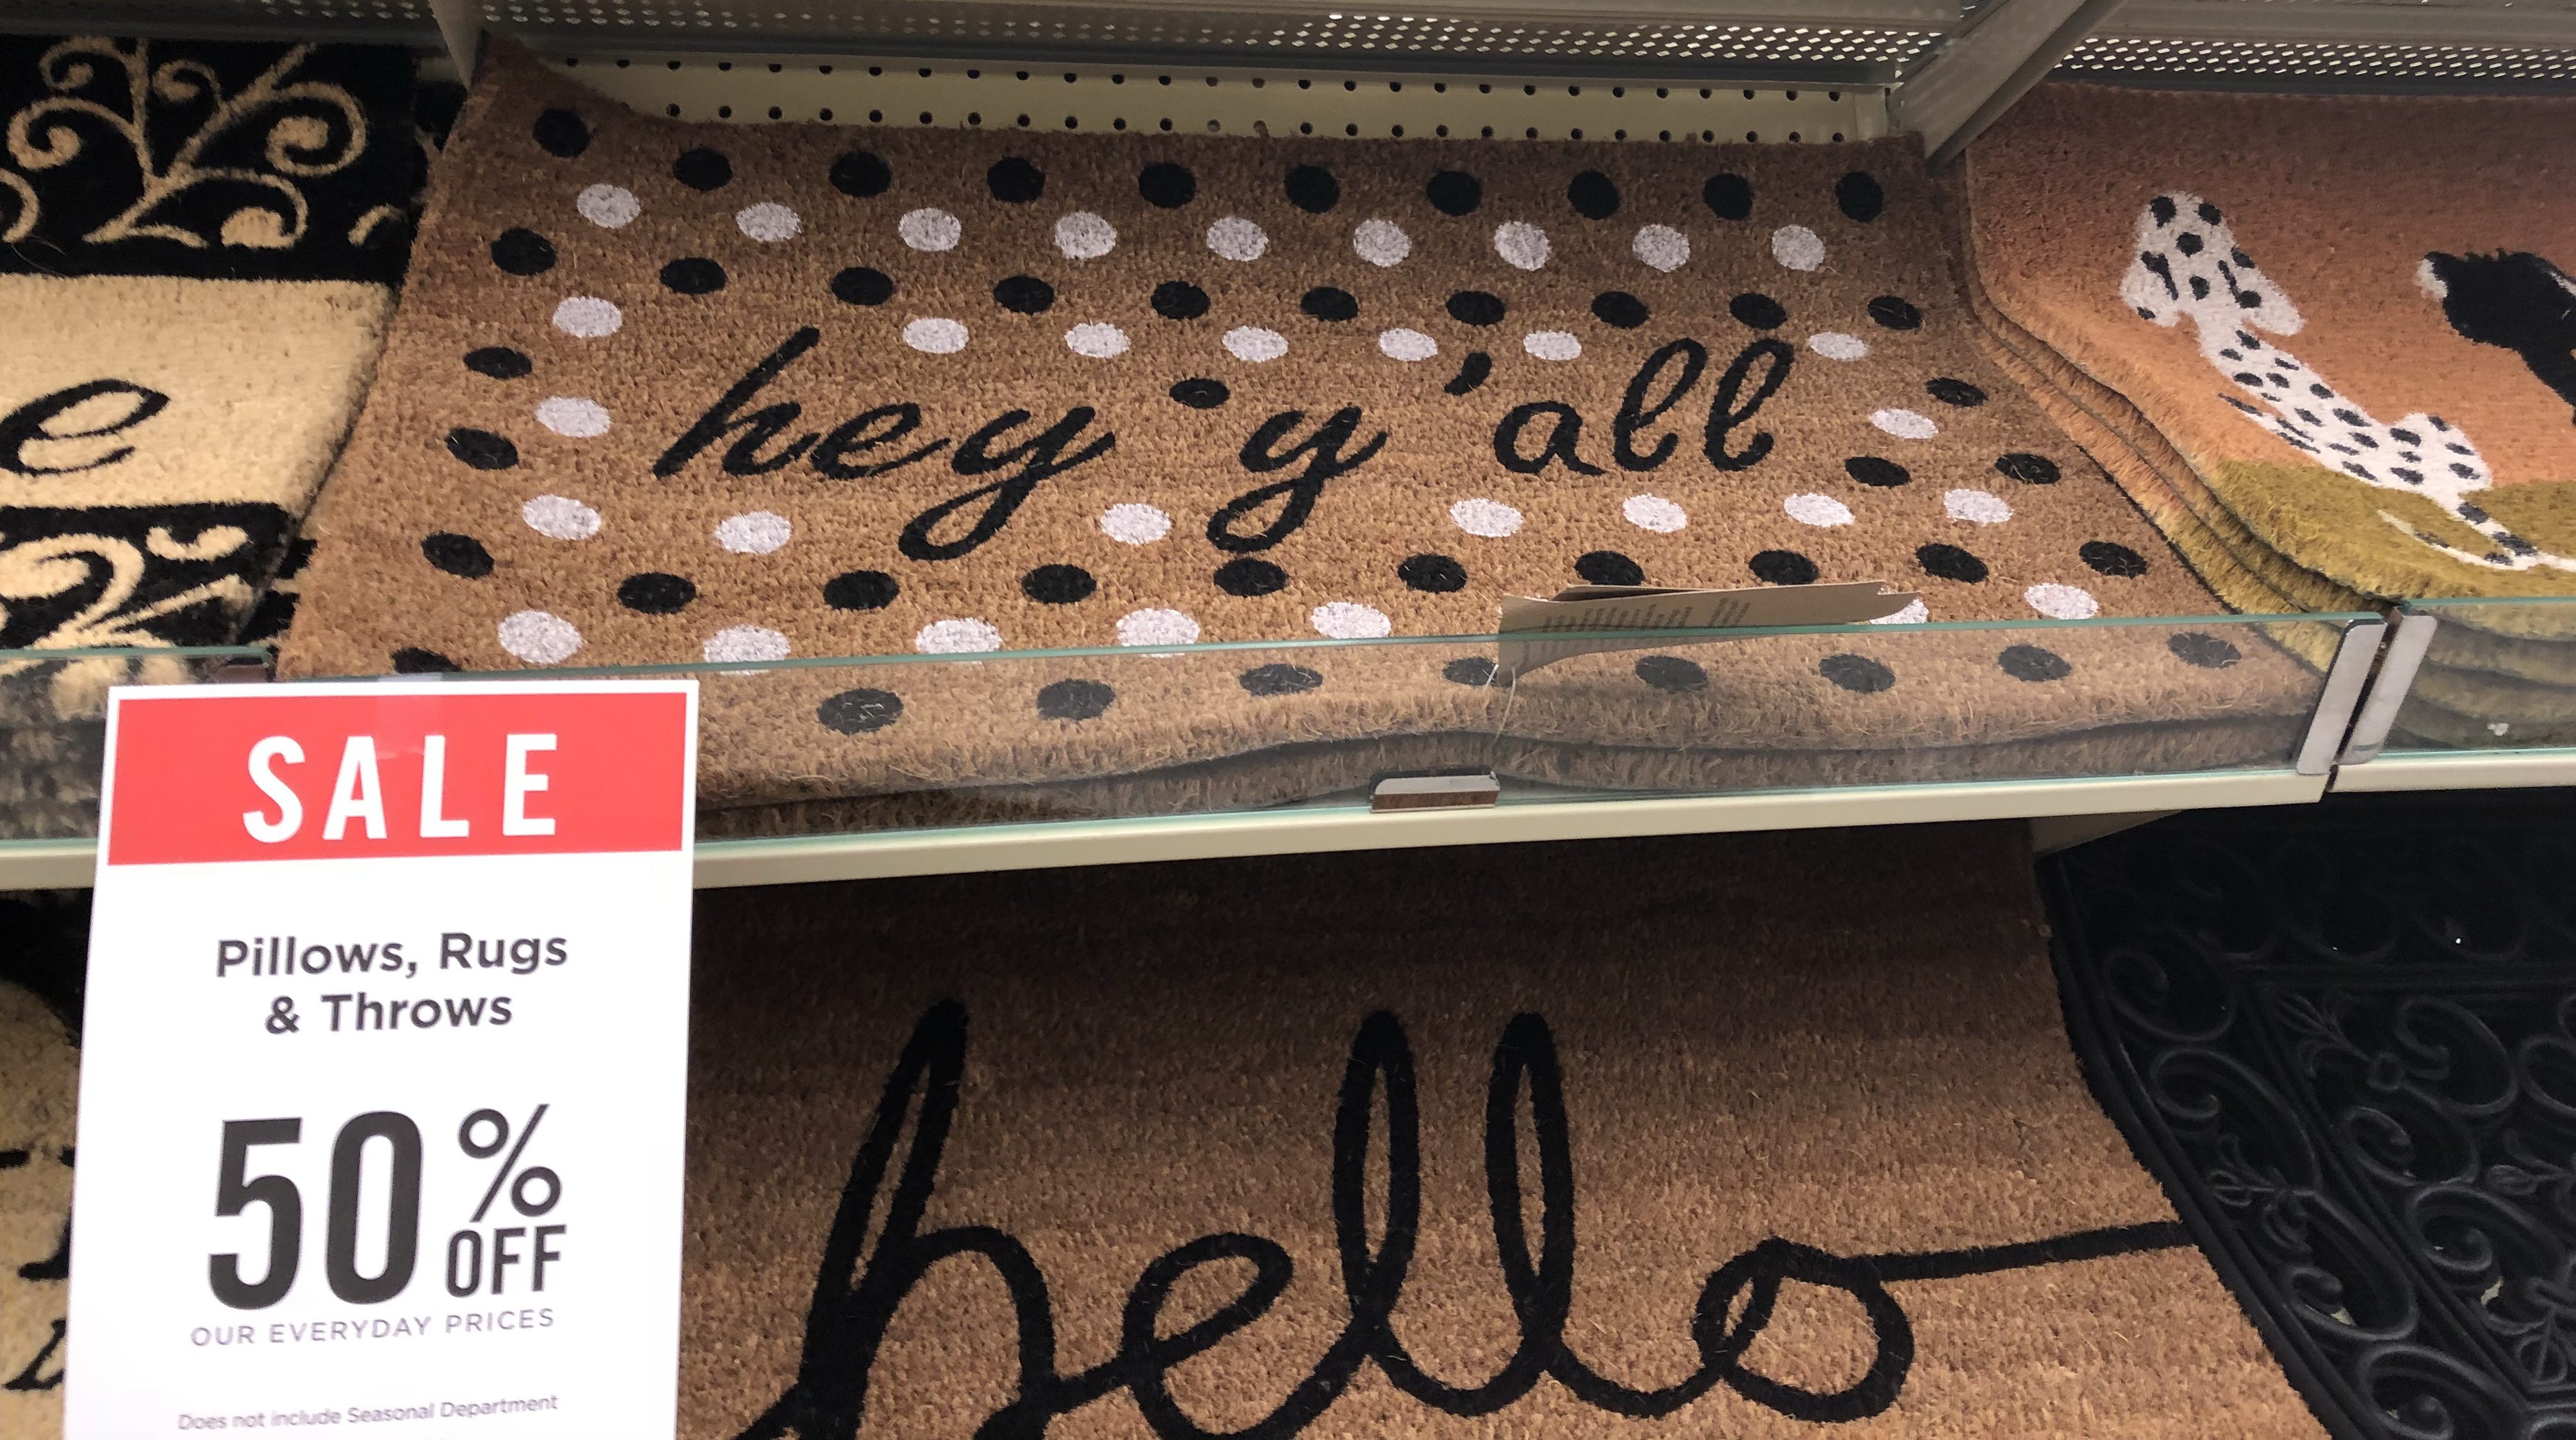 hey y'all
e
SALE
Pillows, Rugs
& Throws
50%
OFF
OUR EVERYDAY PRICES
Does not include Seasonal Department
hello